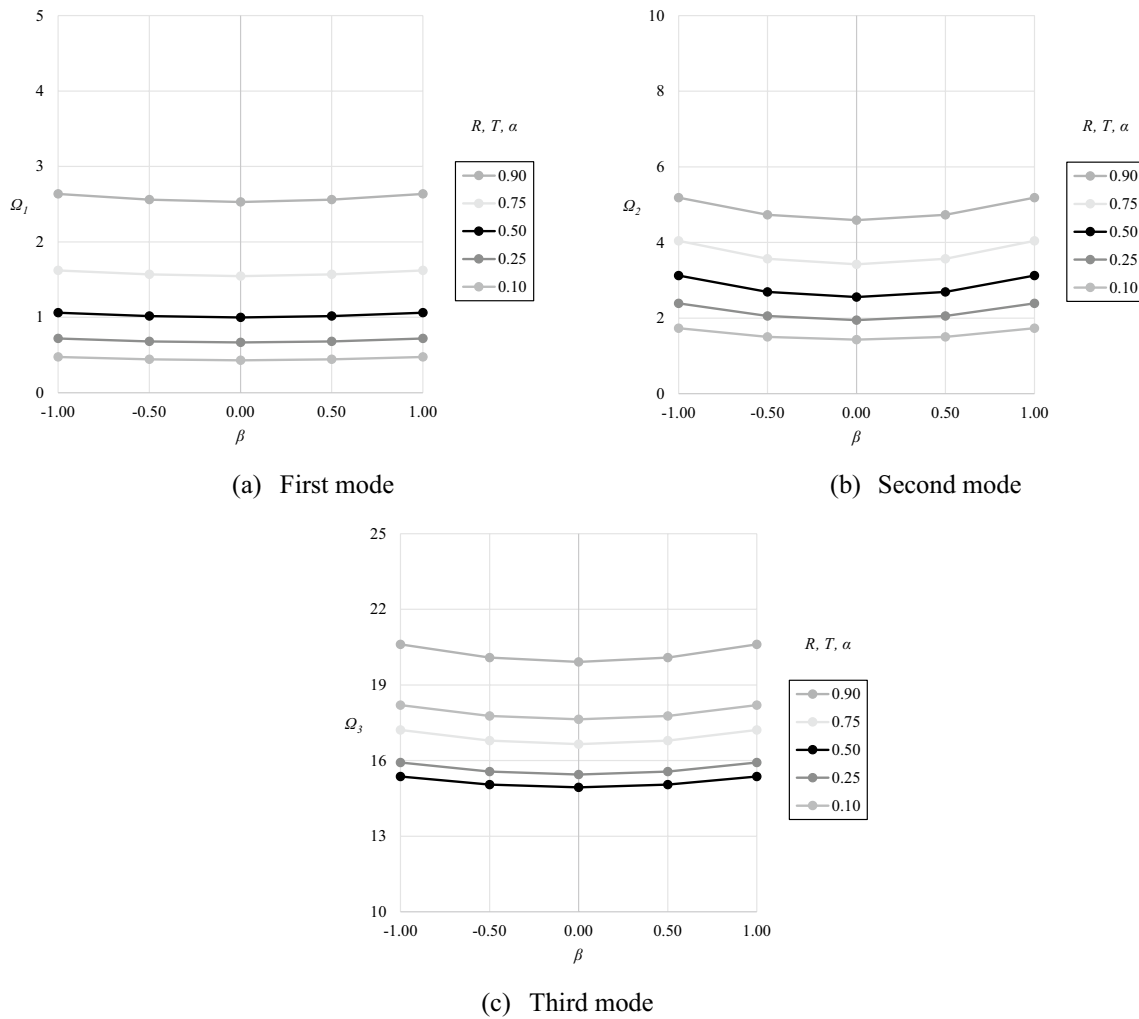 5
4
3
2
1
0
Ω1
-1.00 -0.50 0.00 0.50 1.00
β
R, T, α
0.90
0.75
0.50
0.25
0.10
(a) First mode
10
8
6
4
2
0
Ω2
-1.00 -0.50 0.00 0.50 1.00
β
R, T, α
0.90
0.75
0.50
0.25
0.10
(b) Second mode
25
22
19
16
13
10
Ω3
-1.00 -0.50 0.00 0.50 1.00
β
R, T, α
0.90
0.75
0.50
0.25
0.10
(c) Third mode